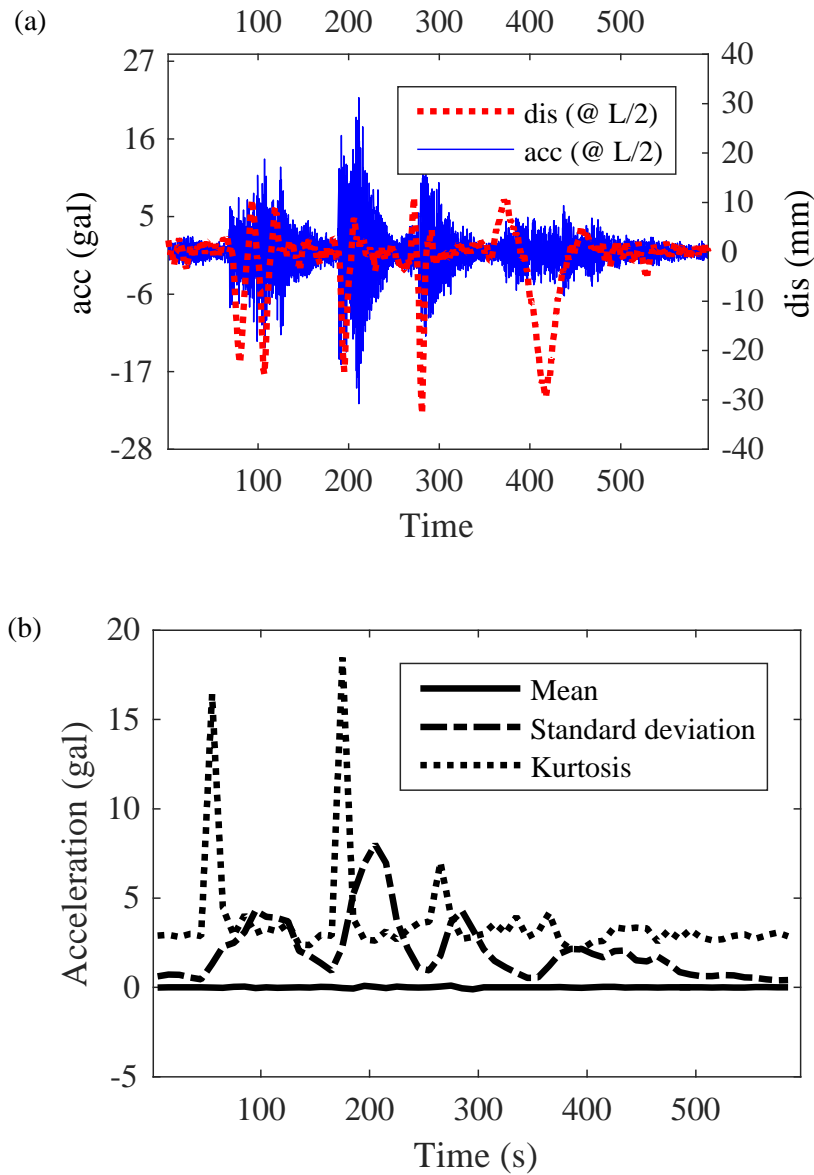 (a)
100 200 300 400 500
27
16
5
-6
-17
-28
acc (gal)
dis (@ L/2)
acc (@ L/2)
40
30
20
10
0
-10
-20
-30
-40
dis (mm)
100 200 300 400 500
Time
(b)
20
15
10
5
0
-5
Acceleration (gal)
Mean
Standard deviation
Kurtosis
100 200 300 400 500
Time (s)